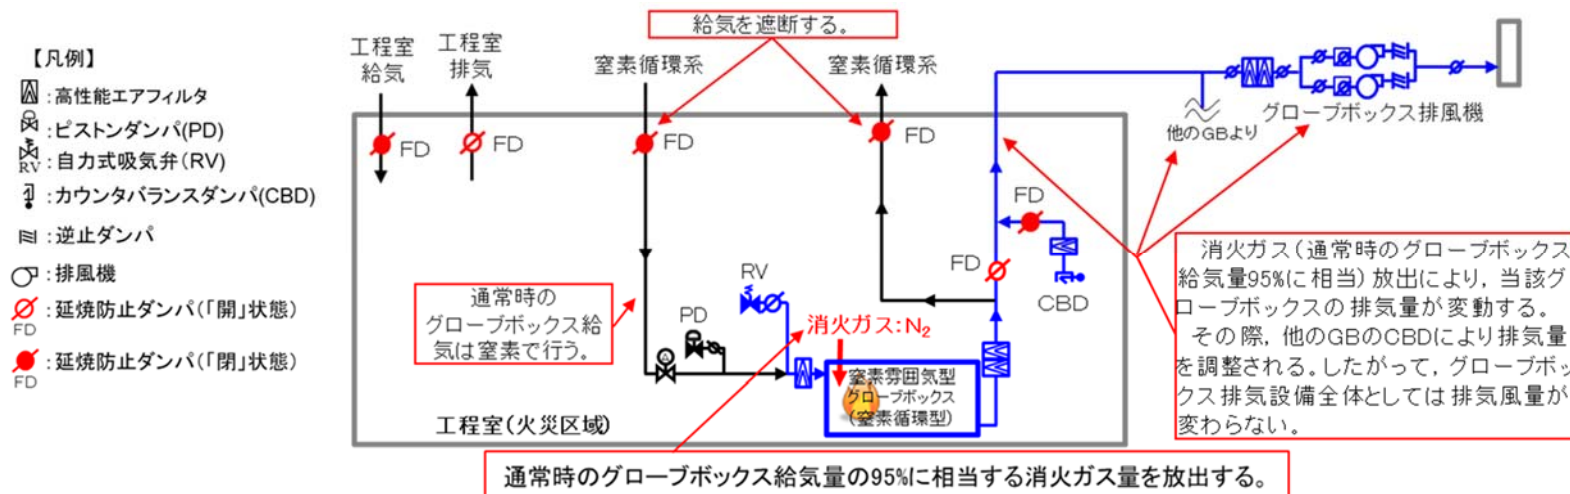 【凡例】
：高性能エアフィルタ
：ピストンダンパ(PD)
RV
：自力式吸気弁(RV)
：カウンタバランスダンパ(CBD)
：逆止ダンパ
：排風機
FD
：延焼防止ダンパ(「開」状態)
FD
：延焼防止ダンパ(「閉」状態)
給気を遮断する。
工程室
給気
工程室
排気
窒素循環系
窒素循環系
FD
FD
FD
FD
他のGBより
グローブボックス排風機
FD
FD
CBD
通常時の
グローブボックス給
気は窒素で行う。
A
PD
RV
消火ガス：N₂
窒素雰囲気型
グローブボックス
(窒素循環型)
工程室(火災区域)
消火ガス(通常時のグローブボックス
給気量95%に相当)放出により，当該グ
ローブボックスの排気量が変動する。
その際，他のGBのCBDにより排気量
を調整される。したがって，グローブボッ
クス排気設備全体としては排気風量が
変わらない。
通常時のグローブボックス給気量の95%に相当する消火ガス量を放出する。